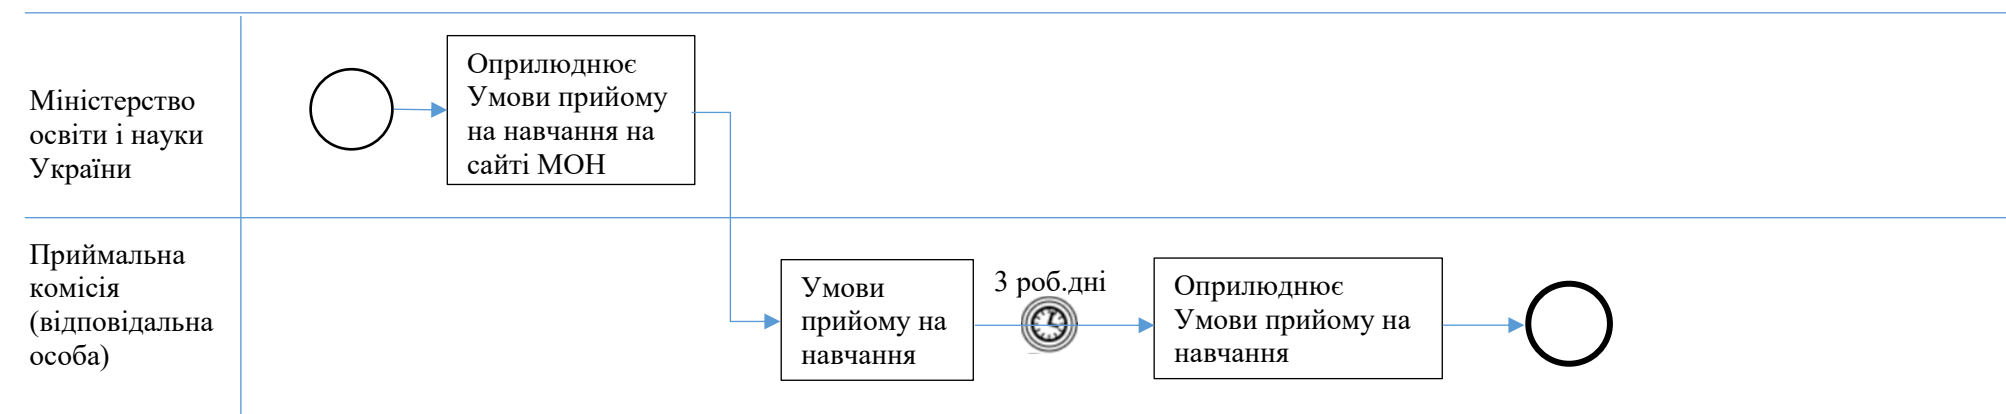 Міністерство
освіти і науки
України
Оприлюднює
Умови прийому
на навчання на
сайті МОН
Приймальна
комісія
(відповідальна
особа)
Умови
прийому на
навчання
3 роб.дні
Оприлюднює
Умови прийому на
навчання